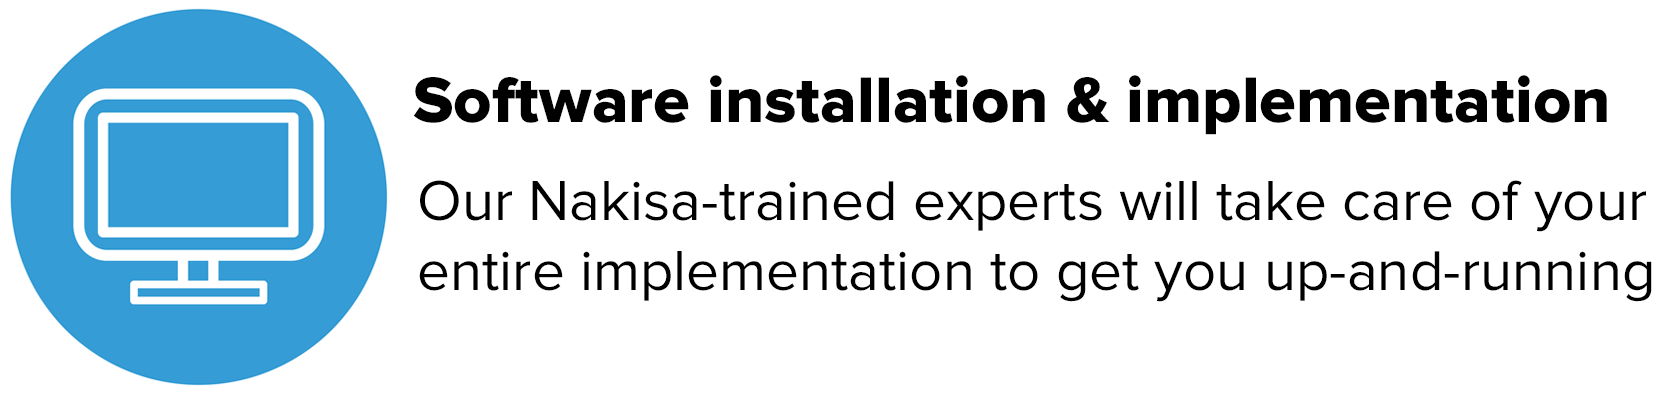 Software installation & implementation
Our Nakisa-trained experts will take care of your
entire implementation to get you up-and-running